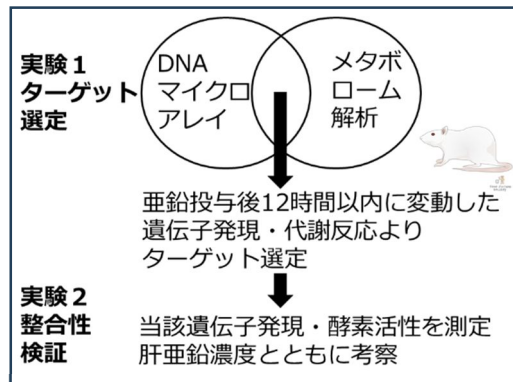 実験１
ターゲット
選定
DNA
マイクロ
アレイ
メタボ
ローム
解析
亜鉛投与後12時間以内に変動した
遺伝子発現・代謝反応より
ターゲット選定
実験２
整合性
検証
当該遺伝子発現・酵素活性を測定
肝亜鉛濃度とともに考察